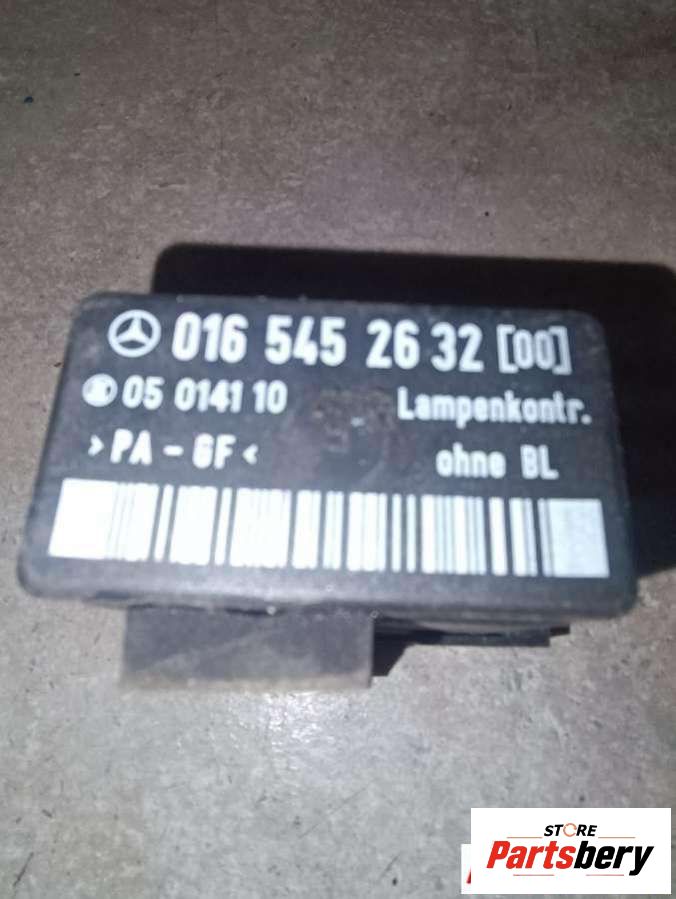 016 545 26 32 [00]
05 0141 10 Lampenkontr.
>PA-GF< ohne BL
STORE
Partsbery